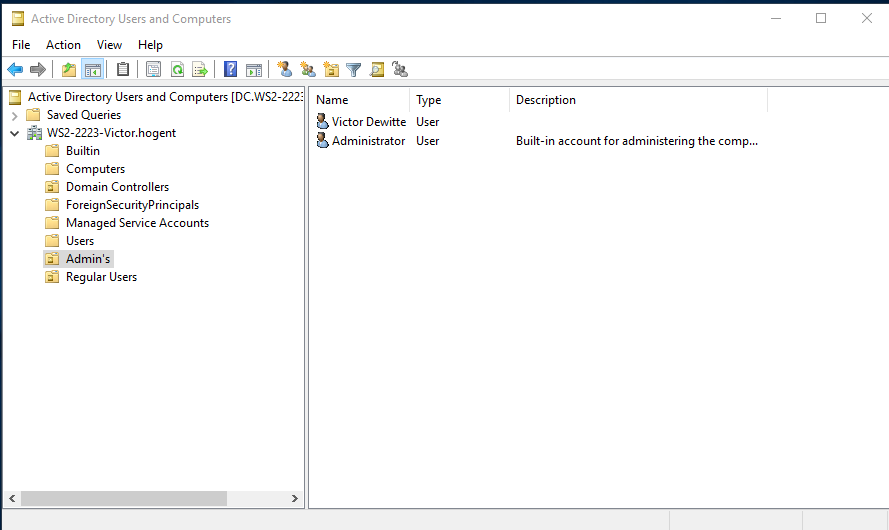 Active Directory Users and Computers
File Action View Help
Active Directory Users and Computers [DC.WS2-2223
Saved Queries
WS2-2223-Victor.hogent
Builtin
Computers
Domain Controllers
ForeignSecurityPrincipals
Managed Service Accounts
Users
Admin's
Regular Users
Name Type Description
Victor Dewitte User
Administrator User Built-in account for administering the comp...